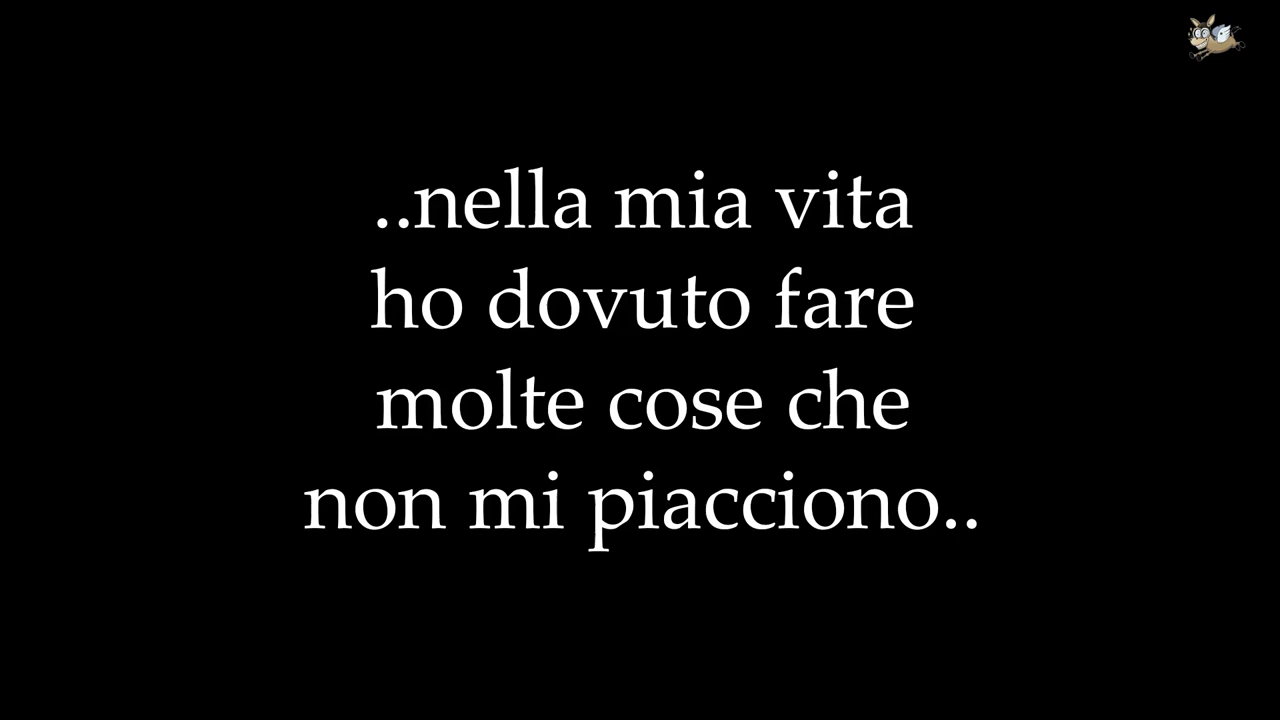 ..nella mia vita
ho dovuto fare
molte cose che
non mi piacciono..